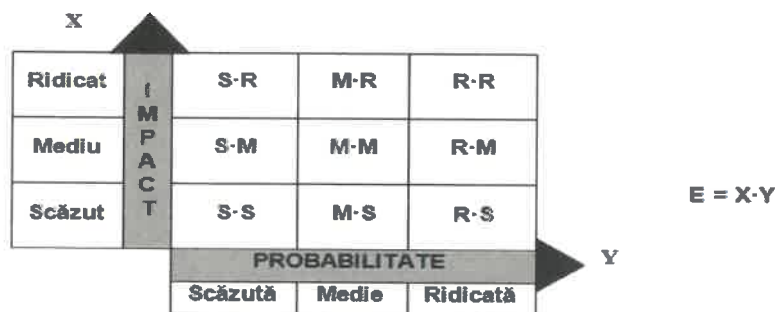 X
Ridicat S-R M-R R-R
IMPACT
Mediu S-M M-M R-M
Scăzut S-S M-S R-S
E = X-Y
PROBABILITATE Y
Scăzută Medie Ridicată